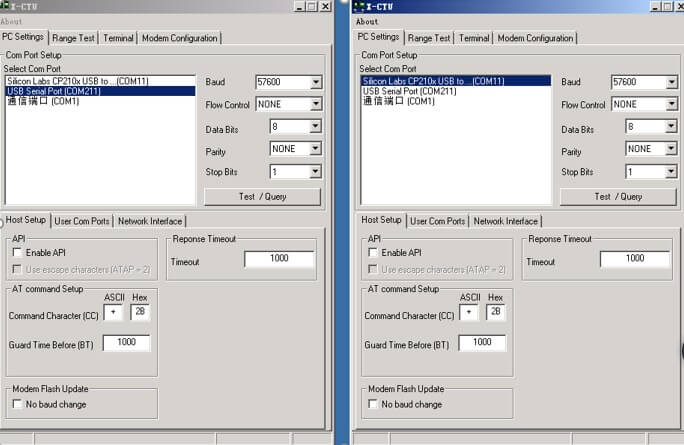 X-CTU
About
PC Settings Range Test Terminal Modem Configuration
Com Port Setup
Select Com Port
Silicon Labs CP210x USB to ...(COM11)
USB Serial Port (COM211)
通信端口 (COM1)
Baud 57600
Flow Control NONE
Data Bits 8
Parity NONE
Stop Bits 1
Test / Query
Host Setup User Com Ports Network Interface
API
Enable API
Use escape characters (ATAP = 2)
Reponse Timeout
Timeout 1000
AT command Setup
ASCII Hex
Command Character (CC) + 2B
Guard Time Before (BT) 1000
Modem Flash Update
No baud change
X-CTU
About
PC Settings Range Test Terminal Modem Configuration
Com Port Setup
Select Com Port
Silicon Labs CP210x USB to ...(COM11)
USB Serial Port (COM211)
通信端口 (COM1)
Baud 57600
Flow Control NONE
Data Bits 8
Parity NONE
Stop Bits 1
Test / Query
Host Setup User Com Ports Network Interface
API
Enable API
Use escape characters (ATAP = 2)
Reponse Timeout
Timeout 1000
AT command Setup
ASCII Hex
Command Character (CC) + 2B
Guard Time Before (BT) 1000
Modem Flash Update
No baud change